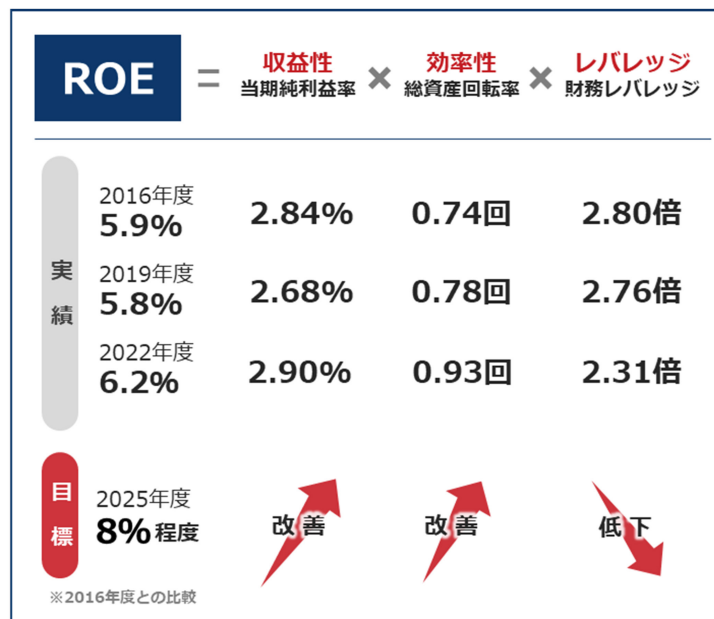 ROE = 収益性 × 効率性 × レバレッジ
当期純利益率 総資産回転率 財務レバレッジ
実績
2016年度
5.9% 2.84% 0.74回 2.80倍
2019年度
5.8% 2.68% 0.78回 2.76倍
2022年度
6.2% 2.90% 0.93回 2.31倍
目標
2025年度
8%程度 改善 改善 低下
※2016年度との比較